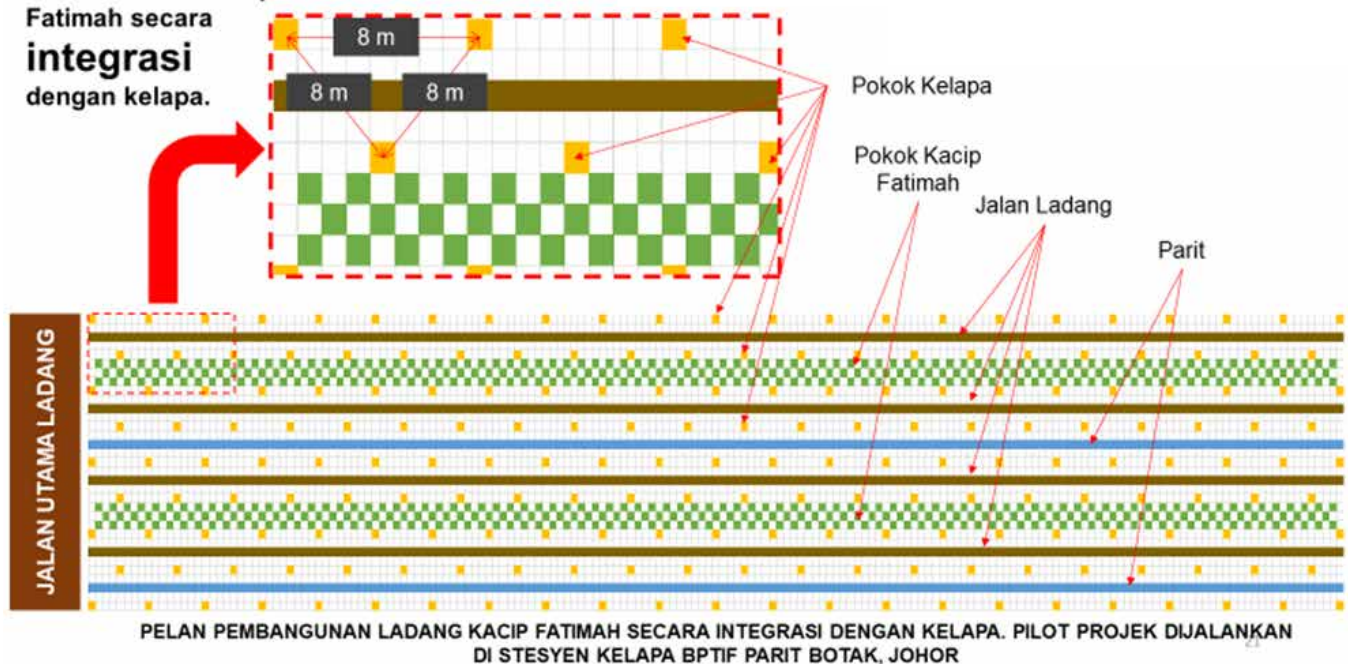 Fatimah secara
integrasi
dengan kelapa.
8 m
8 m
8 m
Pokok Kelapa
Pokok Kacip
Fatimah
Jalan Ladang
Parit
JALAN UTAMA LADANG
PELAN PEMBANGUNAN LADANG KACIP FATIMAH SECARA INTEGRASI DENGAN KELAPA. PILOT PROJEK DIJALANKAN
DI STESYEN KELAPA BPTIF PARIT BOTAK, JOHOR
21